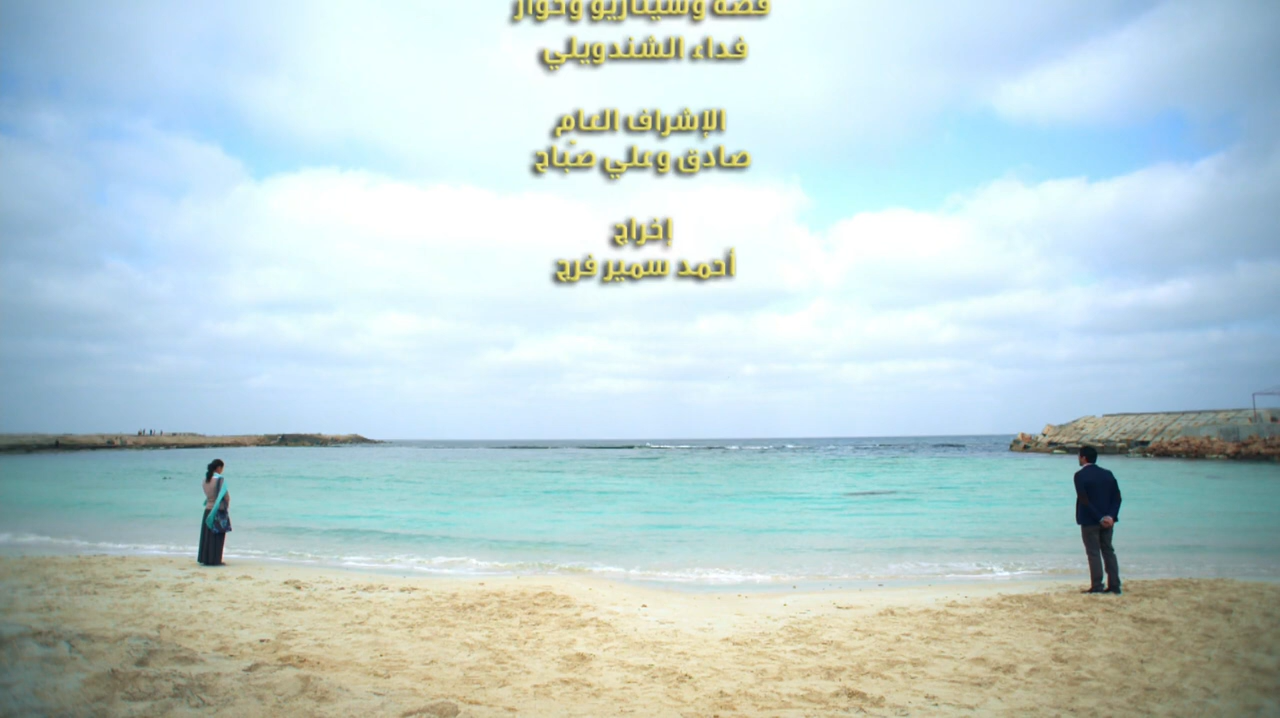 قصة وسيناريو وحوار
فداء الشندويلي
الإشراف العام
صادق وعلي صبّاح
إخراج
أحمد سمير فرج